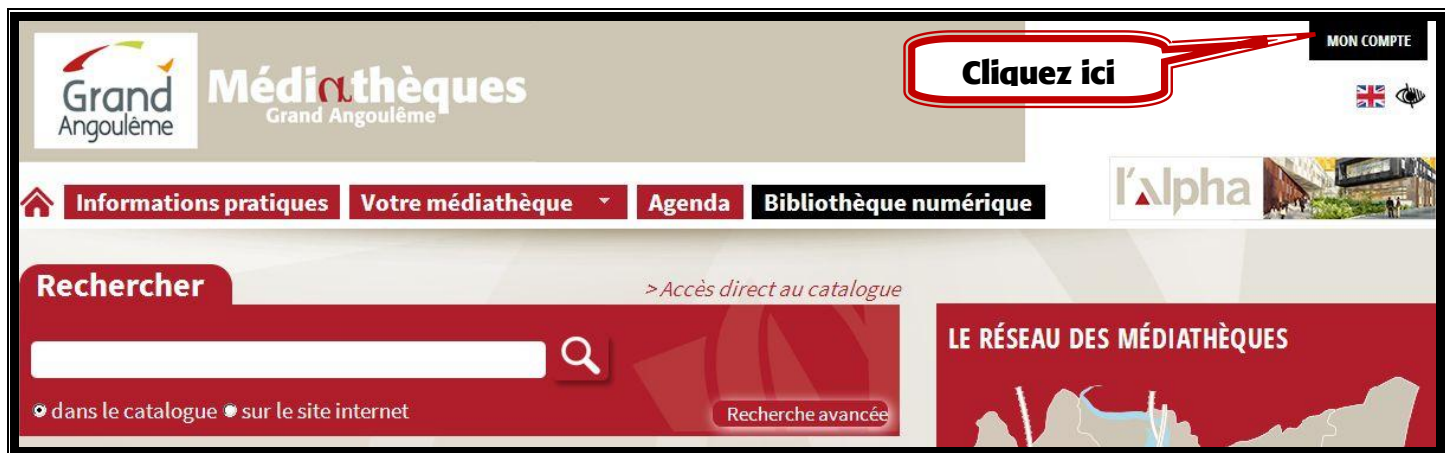 MON COMPTE
Cliquez ici
Grand
Angoulême
Médiathèques
Grand Angoulême
Informations pratiques
Votre médiathèque
Agenda
Bibliothèque numérique
l'Alpha
Rechercher
> Accès direct au catalogue
dans le catalogue
sur le site internet
Recherche avancée
LE RÉSEAU DES MÉDIATHÈQUES